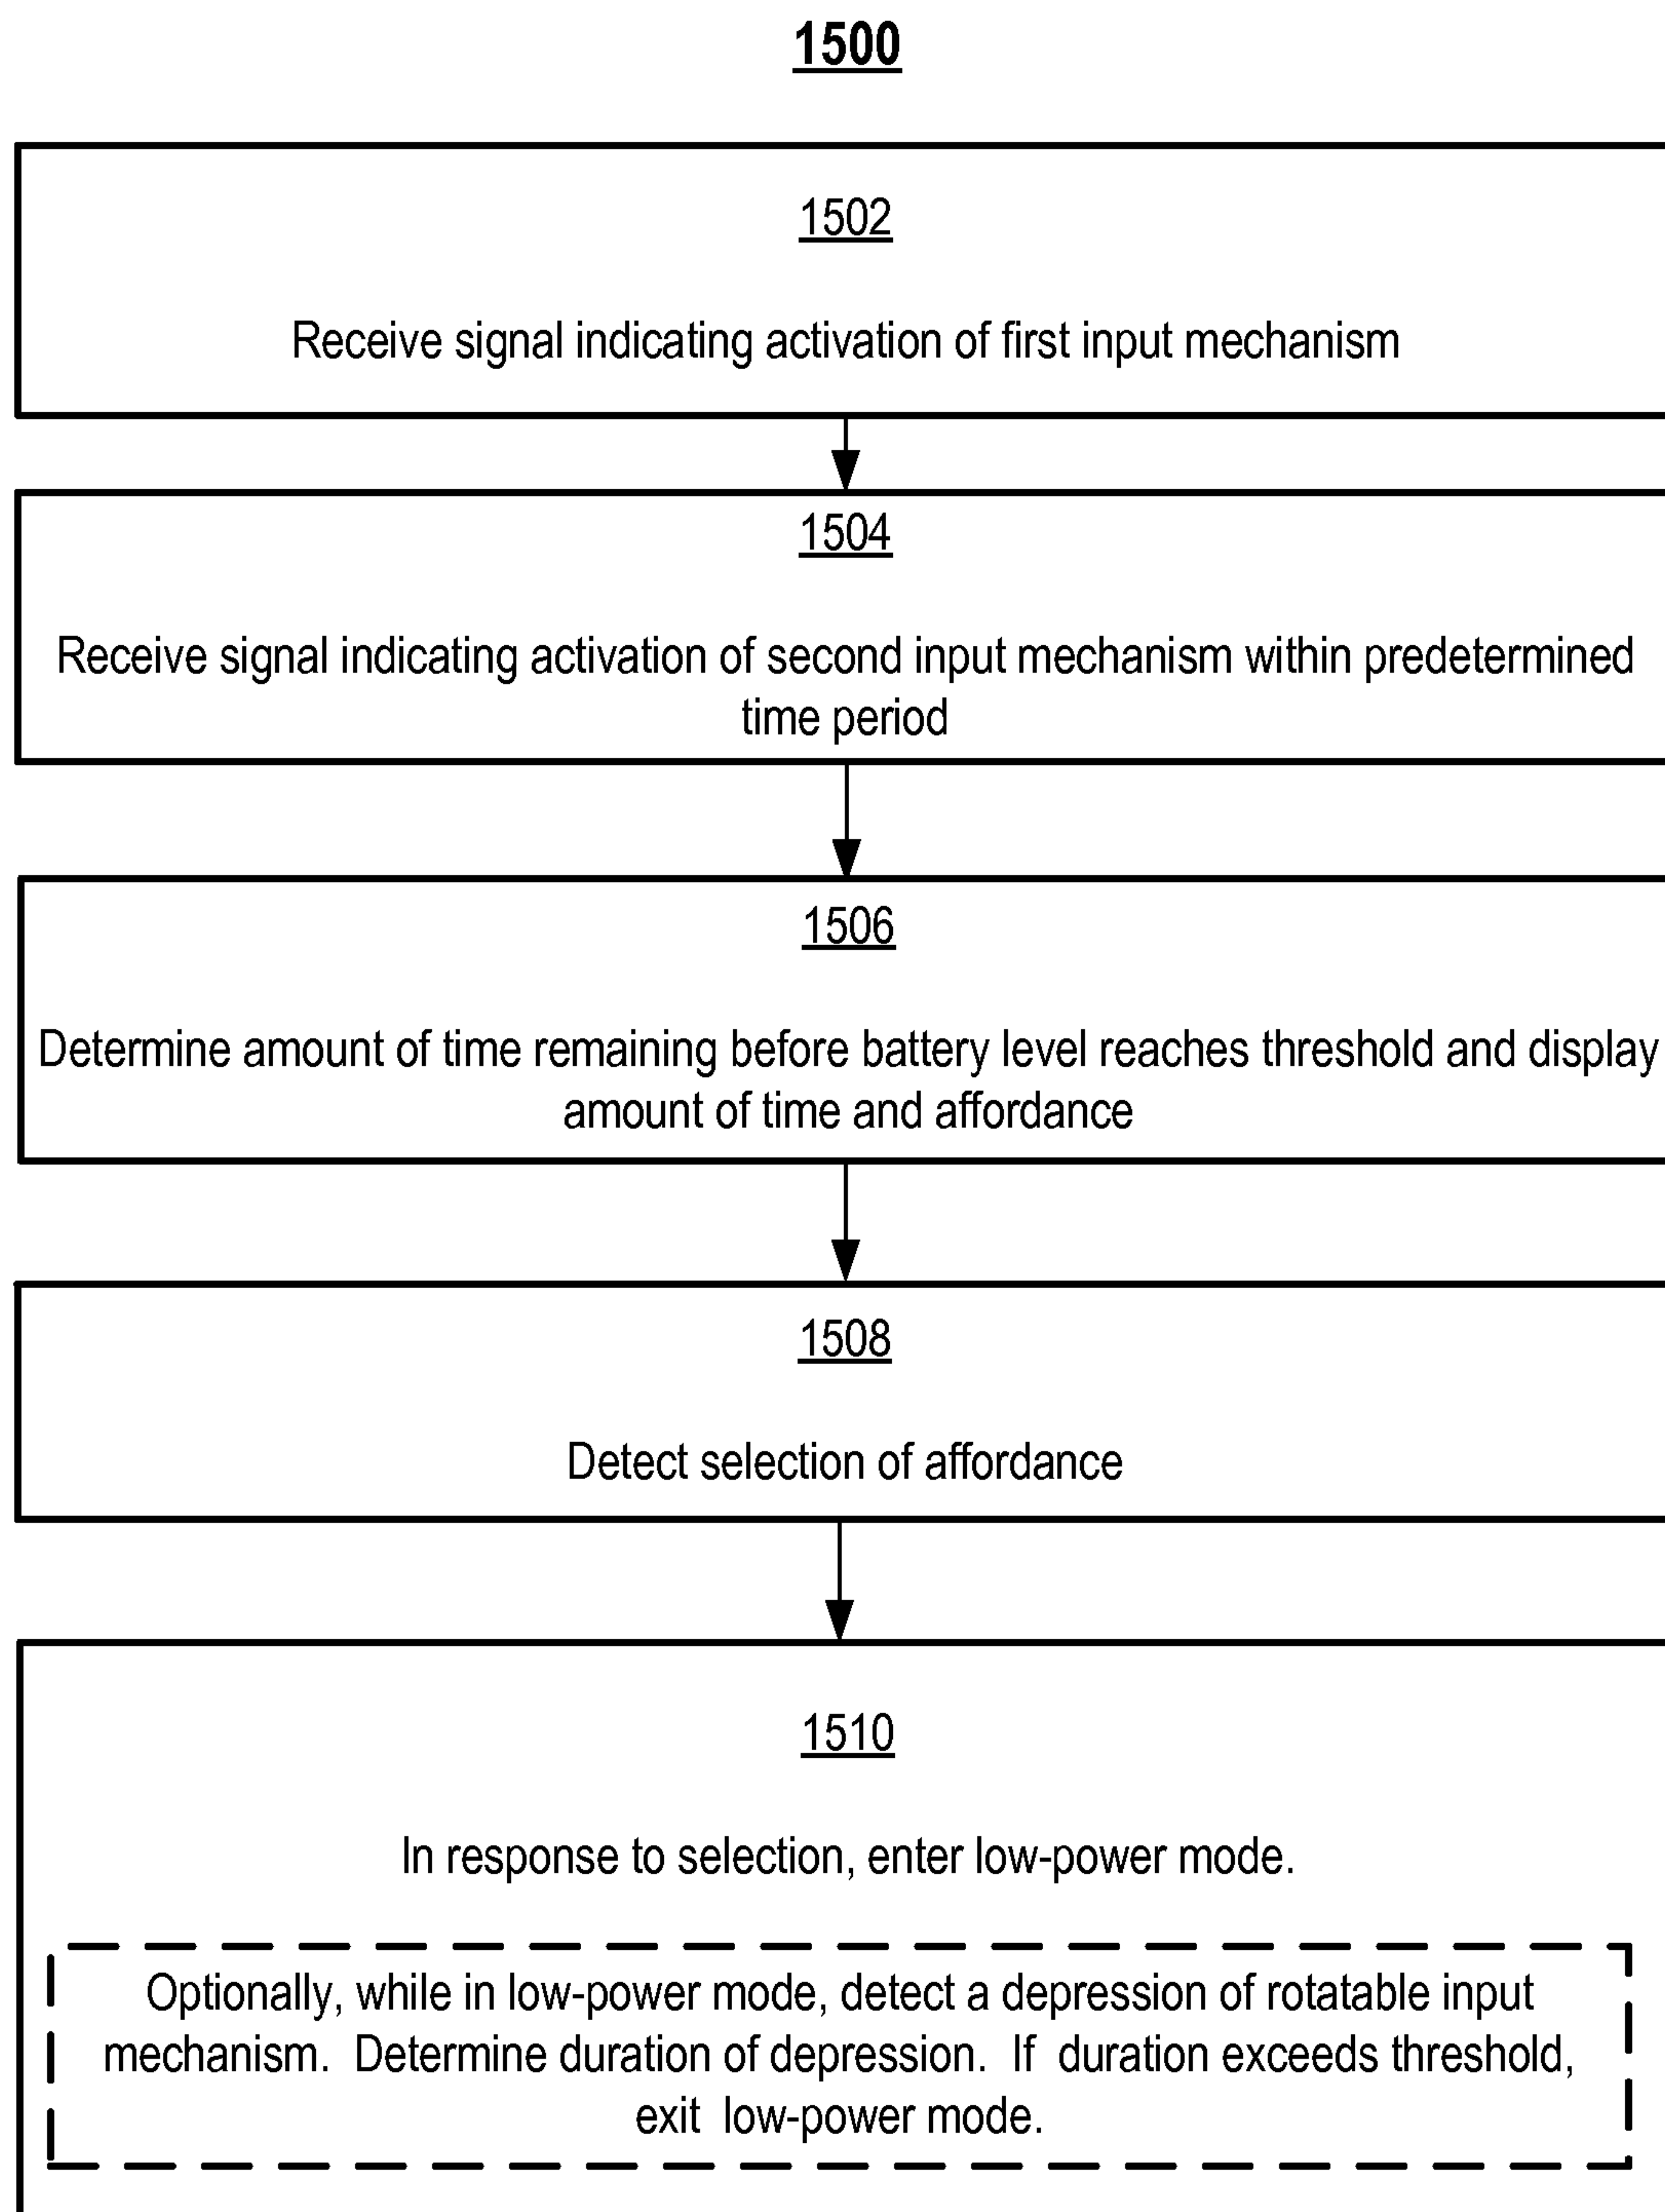 1500
1502
Receive signal indicating activation of first input mechanism
1504
Receive signal indicating activation of second input mechanism within predetermined
time period
1506
Determine amount of time remaining before battery level reaches threshold and display
amount of time and affordance
1508
Detect selection of affordance
1510
In response to selection, enter low-power mode.
Optionally, while in low-power mode, detect a depression of rotatable input
mechanism. Determine duration of depression. If duration exceeds threshold,
exit low-power mode.